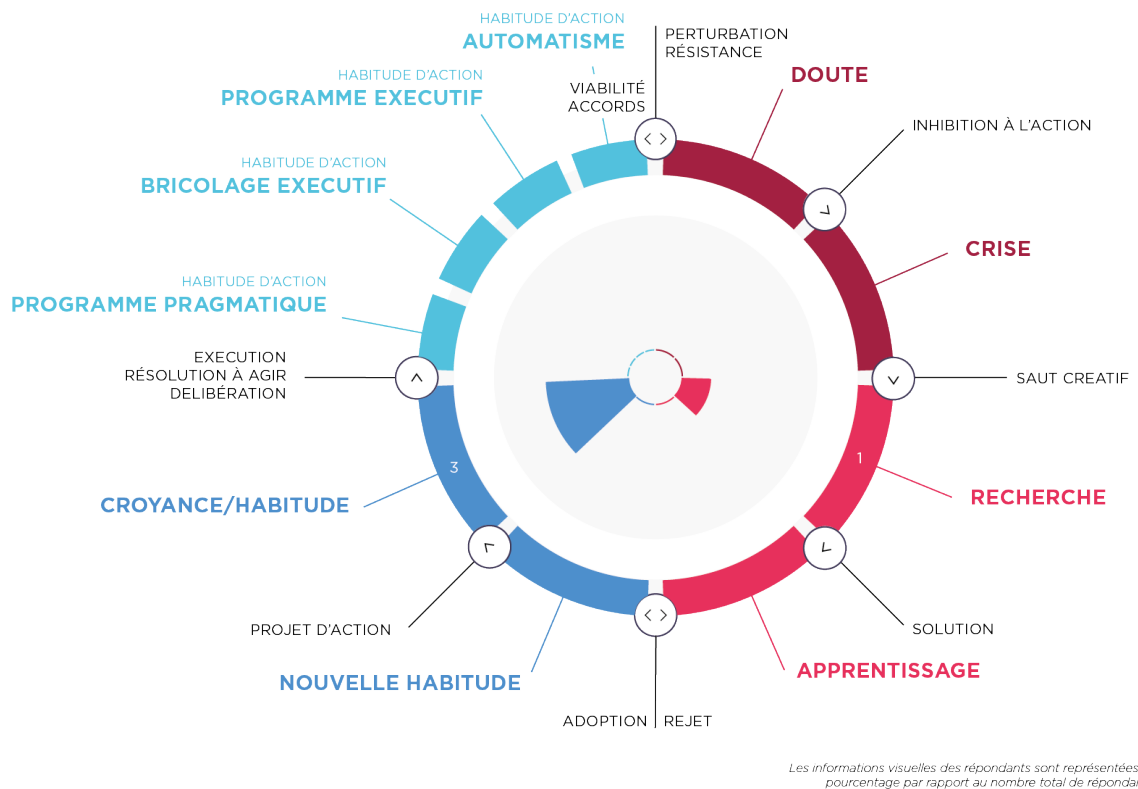 HABITUDE D'ACTION
AUTOMATISME
PERTURBATION
RÉSISTANCE
DOUTE
HABITUDE D'ACTION
PROGRAMME EXECUTIF
VIABILITÉ
ACCORDS
INHIBITION À L'ACTION
HABITUDE D'ACTION
BRICOLAGE EXECUTIF
CRISE
HABITUDE D'ACTION
PROGRAMME PRAGMATIQUE
EXECUTION
RÉSOLUTION À AGIR
DELIBÉRATION
SAUT CREATIF
3
1
CROYANCE/HABITUDE
RECHERCHE
PROJET D'ACTION
SOLUTION
NOUVELLE HABITUDE
APPRENTISSAGE
ADOPTION
REJET
Les informations visuelles des répondants sont représentées
pourcentage par rapport au nombre total de réponda